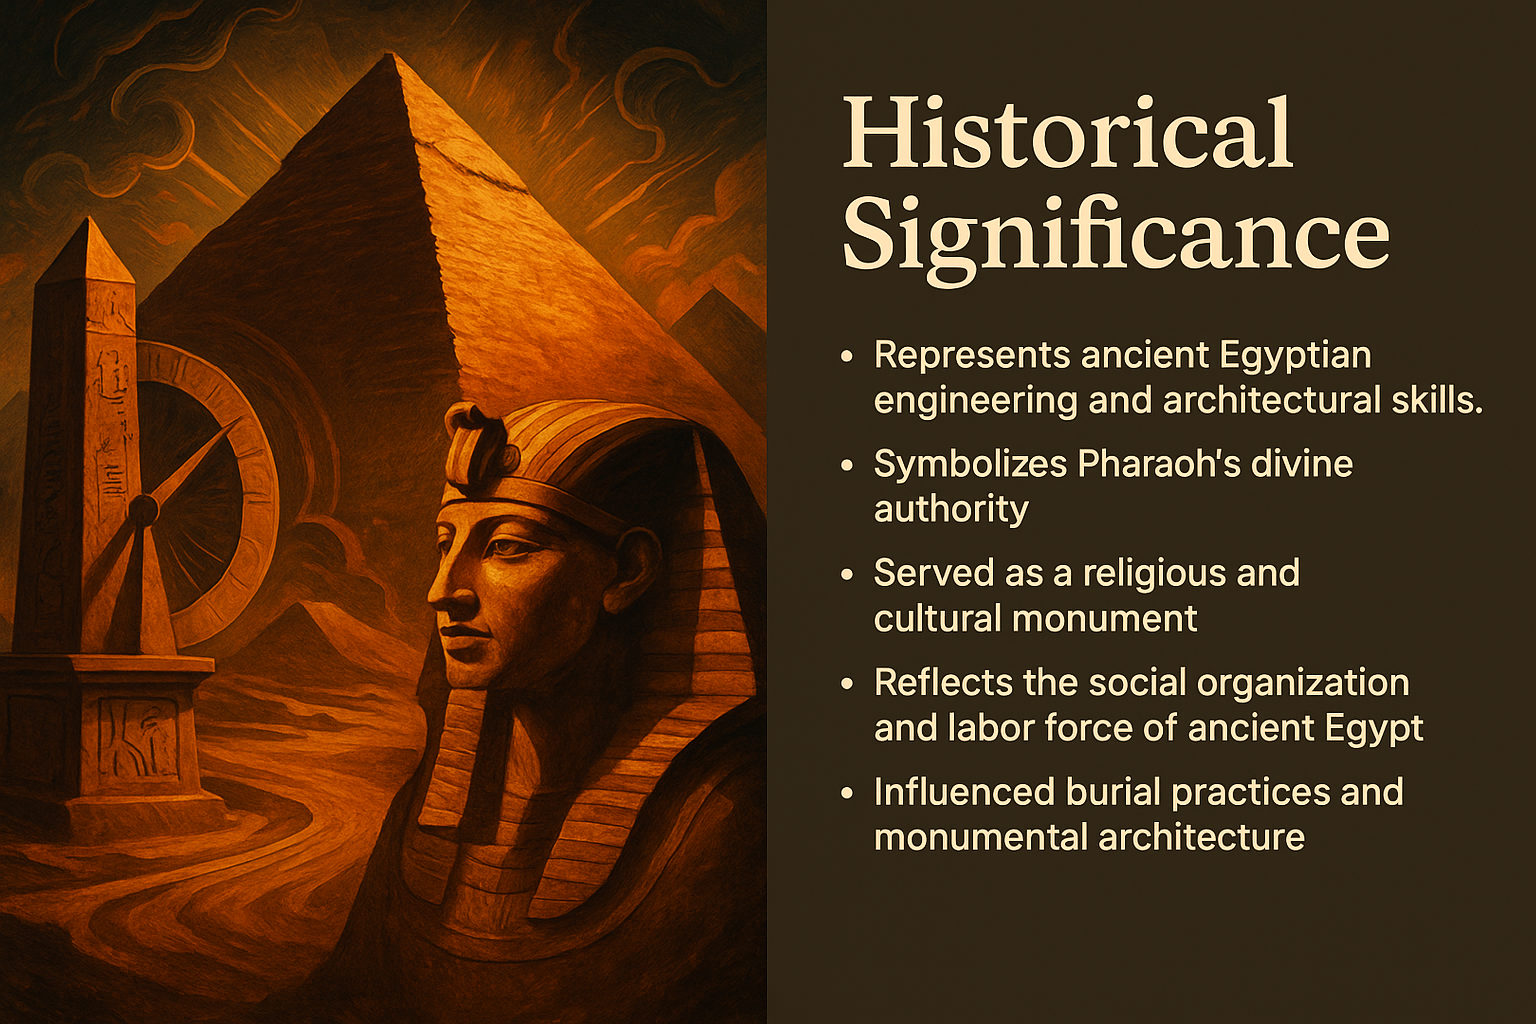 Historical
Significance
• Represents ancient Egyptian
engineering and architectural skills.
• Symbolizes Pharaoh's divine
authority
• Served as a religious and
cultural monument
• Reflects the social organization
and labor force of ancient Egypt
• Influenced burial practices and
monumental architecture